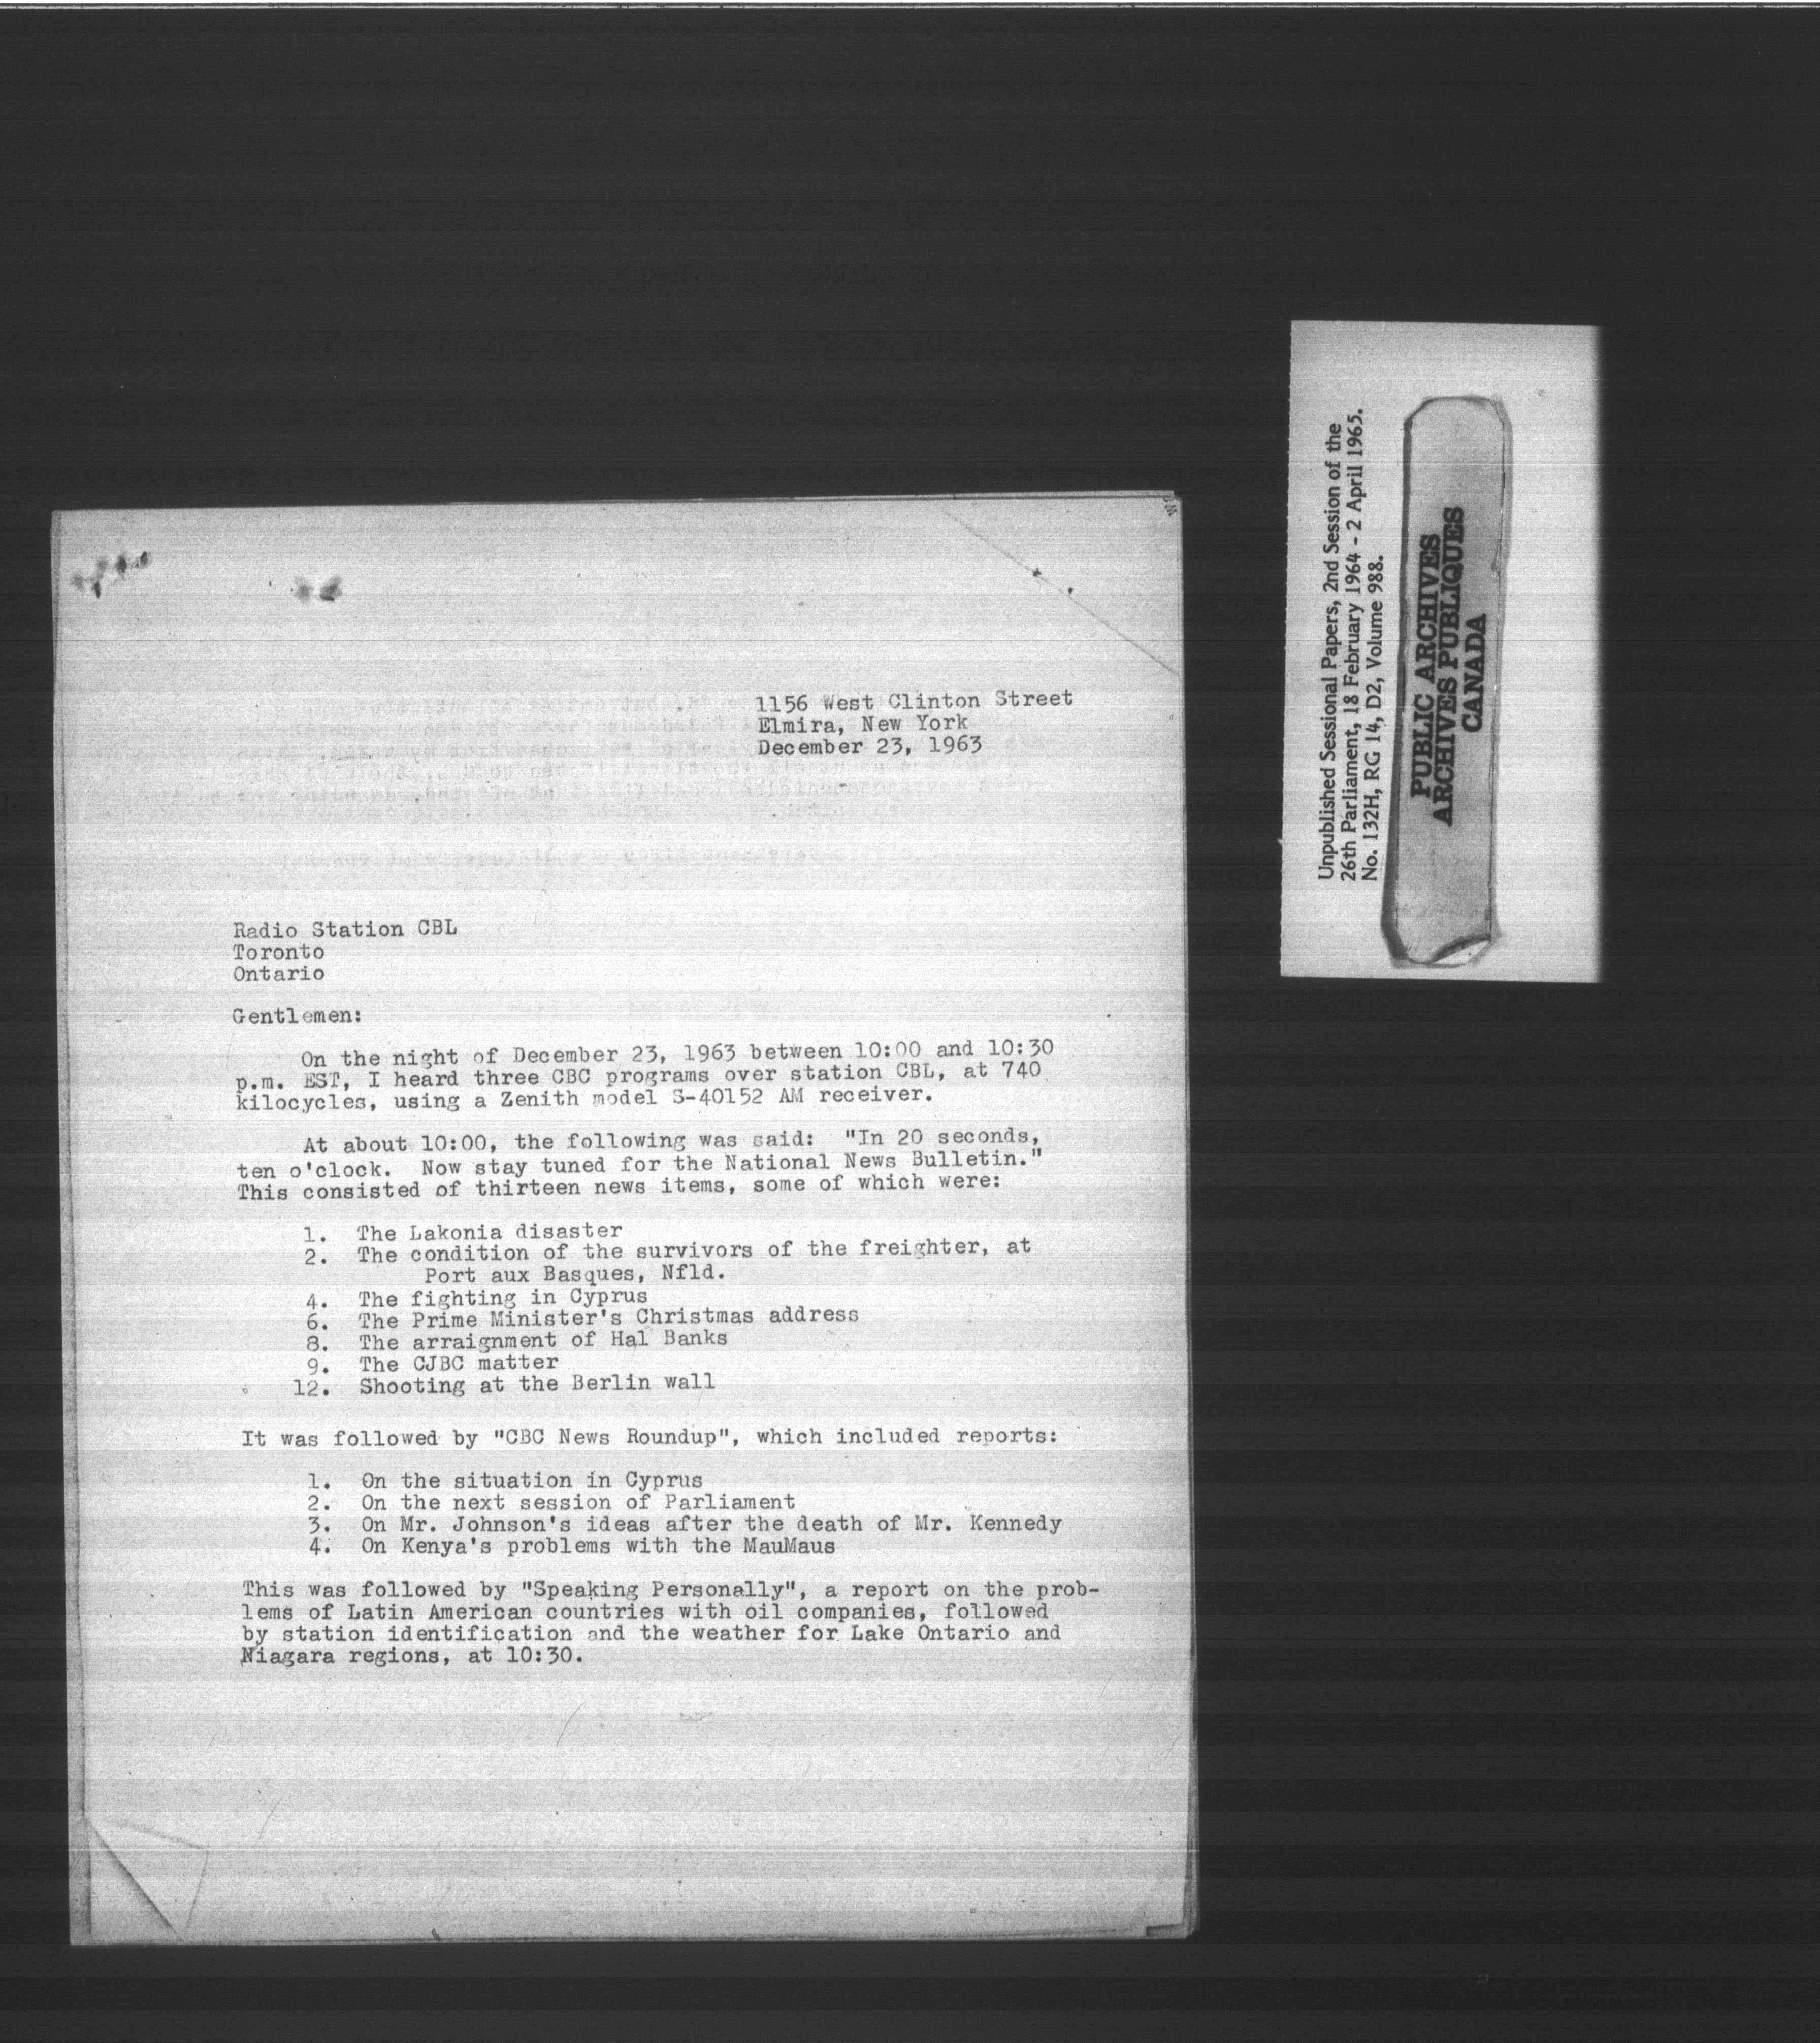 1156 West Clinton Street
Elmira, New York
December 23, 1963
Radio Station CBL
Toronto
Ontario
Gentlemen:
On the night of December 23, 1963 between 10:00 and 10:30
p.m. EST, I heard three CBC programs over station CBL, at 740
kilocycles, using a Zenith model S-40152 AM receiver.
At about 10:00, the following was said: "In 20 seconds,
ten o'clock. Now stay tuned for the National News Bulletin."
This consisted of thirteen news items, some of which were:
1. The Lakonia disaster
2. The condition of the survivors of the freighter, at
Port aux Basques, Nfld.
4. The fighting in Cyprus
6. The Prime Minister's Christmas address
8. The arraignment of Hal Banks
9. The CJBC matter
12. Shooting at the Berlin wall
It was followed by "CBC News Roundup", which included reports:
1. On the situation in Cyprus
2. On the next session of Parliament
3. On Mr. Johnson's ideas after the death of Mr. Kennedy
4. On Kenya's problems with the MauMaus
This was followed by "Speaking Personally", a report on the prob-
lems of Latin American countries with oil companies, followed
by station identification and the weather for Lake Ontario and
Niagara regions, at 10:30.
Unpublished Sessional Papers, 2nd Session of the
26th Parliament, 18 February 1964 - 2 April 1965.
No. 132H, RG 14, D2, Volume 988.
PUBLIC ARCHIVES
ARCHIVES PUBLIQUES
CANADA